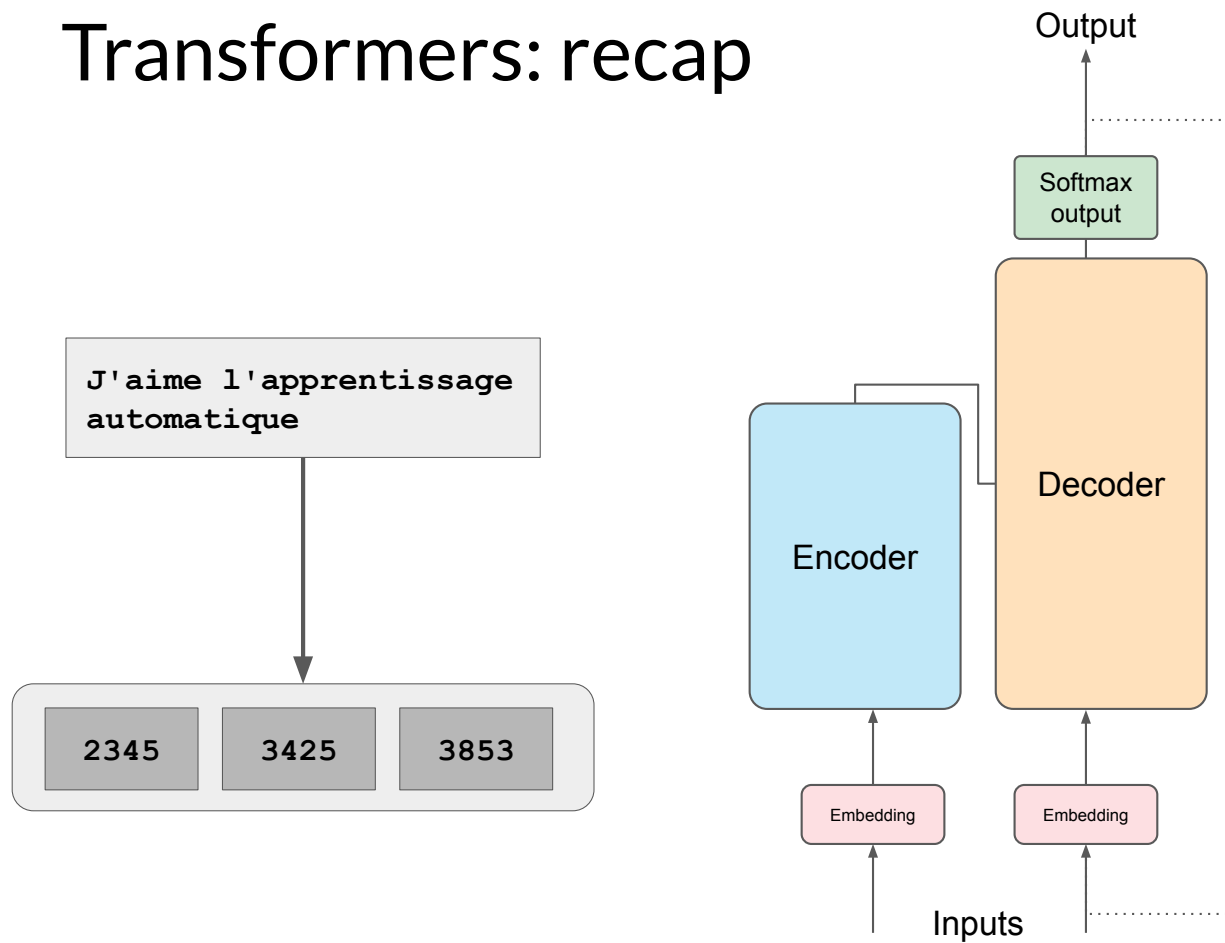 Transformers: recap
J'aime l'apprentissage
automatique
2345 3425 3853
Output
Softmax
output
Decoder
Encoder
Embedding Embedding
Inputs